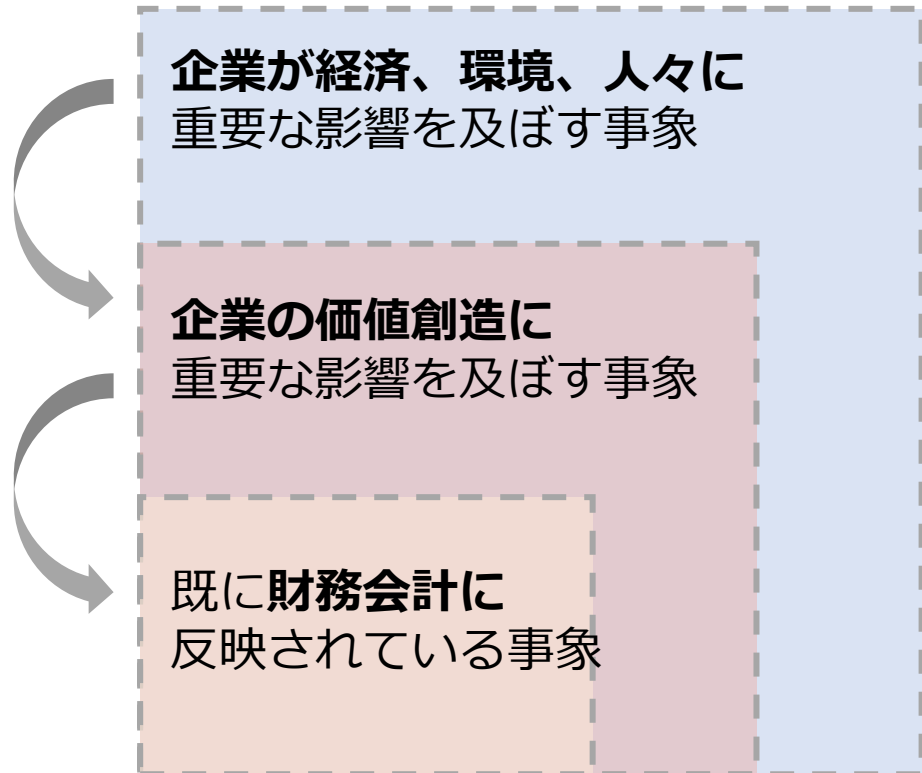 企業が経済、環境、人々に
重要な影響を及ぼす事象
企業の価値創造に
重要な影響を及ぼす事象
既に財務会計に
反映されている事象